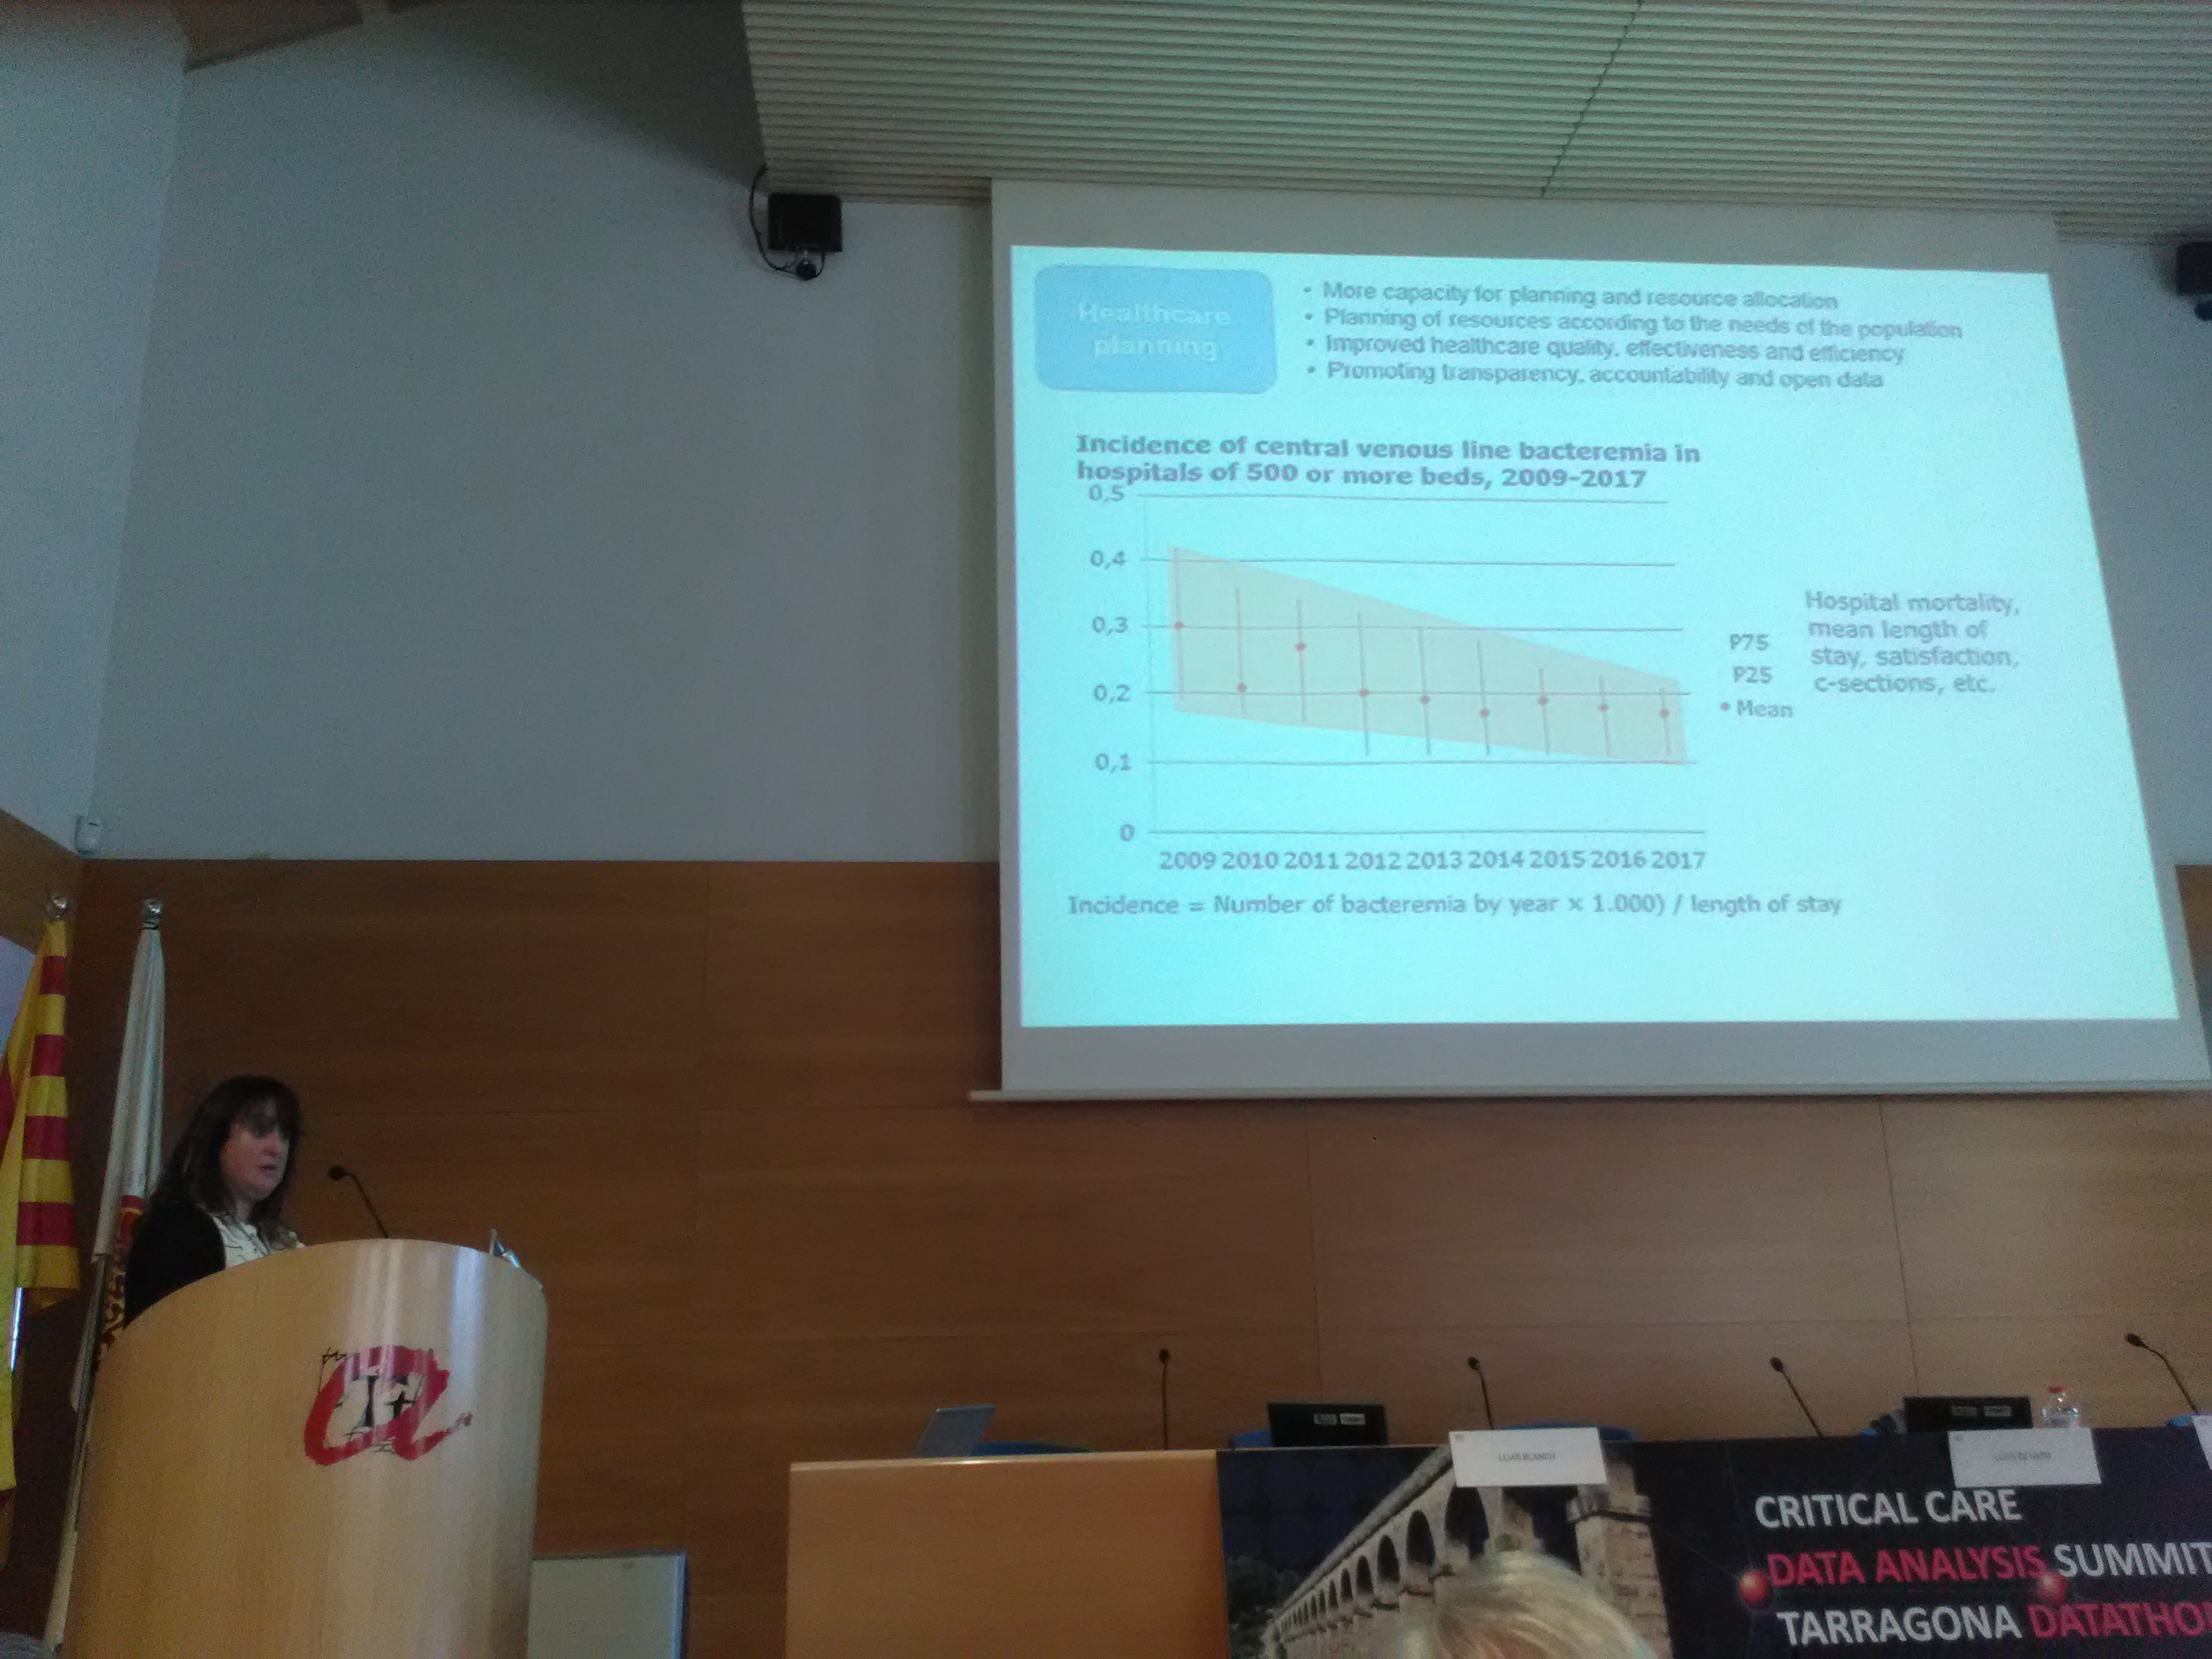 Healthcare
planning
• More capacity for planning and resource allocation
• Planning of resources according to the needs of the population
• Improved healthcare quality, effectiveness and efficiency
• Promoting transparency, accountability and open data
Incidence of central venous line bacteremia in
hospitals of 500 or more beds, 2009-2017
0,5
0,4
0,3
0,2
0,1
0
2009 2010 2011 2012 2013 2014 2015 2016 2017
P75
P25
• Mean
Hospital mortality,
mean length of
stay, satisfaction,
c-sections, etc.
Incidence = Number of bacteremia by year x 1.000) / length of stay
LLUÍS BLANCH
CRITICAL CARE
DATA ANALYSIS SUMMIT
TARRAGONA DATATHO